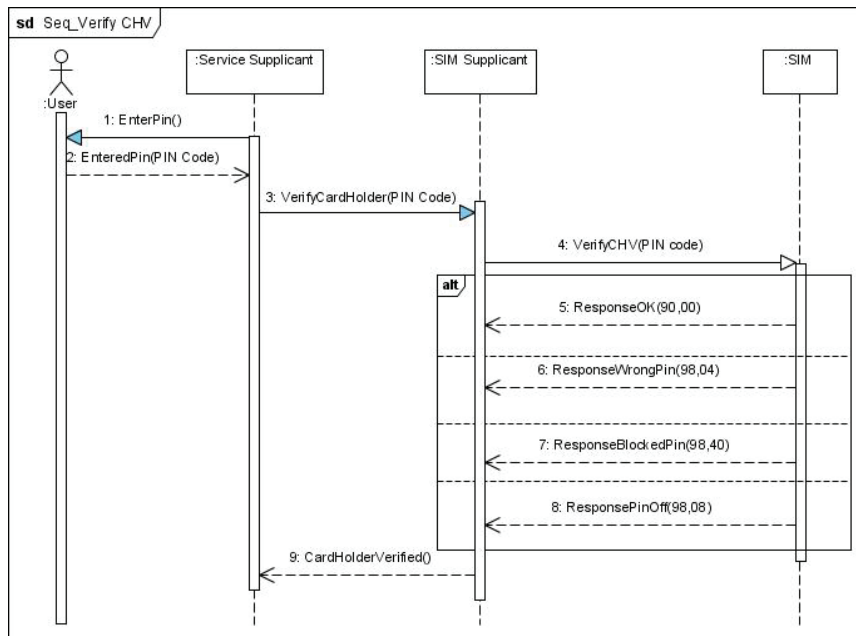 sd Seq_Verify CHV
:User
:Service Supplicant
:SIM Supplicant
:SIM
1: EnterPin()
2: EnteredPin(PIN Code)
3: VerifyCardHolder(PIN Code)
4: VerifyCHV(PIN code)
alt
5: ResponseOK(90,00)
6: ResponseWrongPin(98,04)
7: ResponseBlockedPin(98,40)
8: ResponsePinOff(98,08)
9: CardHolderVerified()